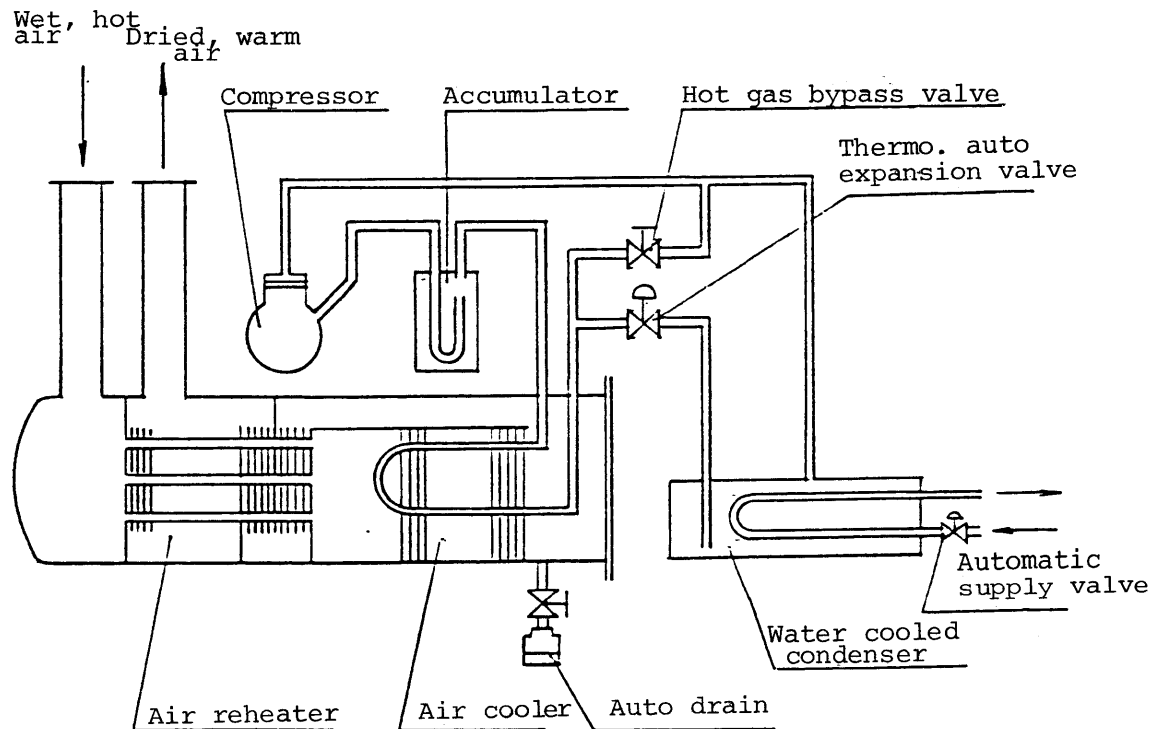 Wet, hot
air
Dried, warm
air
Compressor
Accumulator
Hot gas bypass valve
Thermo. auto
expansion valve
Automatic
supply valve
Water cooled
condenser
Air reheater
Air cooler
Auto drain